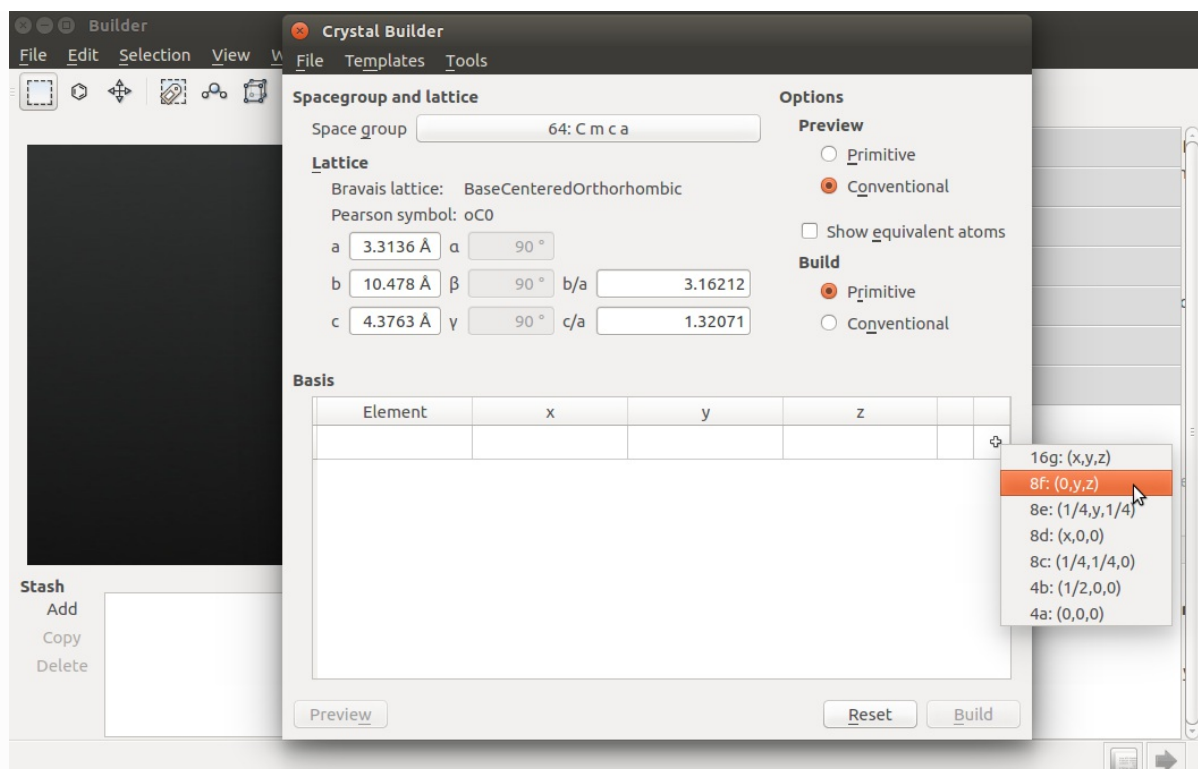 Builder
File Edit Selection View W
Crystal Builder
File Templates Tools
Spacegroup and lattice
Space group 64: C m c a
Lattice
Bravais lattice: BaseCenteredOrthorhombic
Pearson symbol: oC0
a 3.3136 Å α 90 °
b 10.478 Å β 90 ° b/a 3.16212
c 4.3763 Å γ 90 ° c/a 1.32071
Options
Preview
Primitive
Conventional
Show equivalent atoms
Build
Primitive
Conventional
Basis
Element x y z
16g: (x,y,z)
8f: (0,y,z)
8e: (1/4,y,1/4)
8d: (x,0,0)
8c: (1/4,1/4,0)
4b: (1/2,0,0)
4a: (0,0,0)
Stash
Add
Copy
Delete
Preview Reset Build